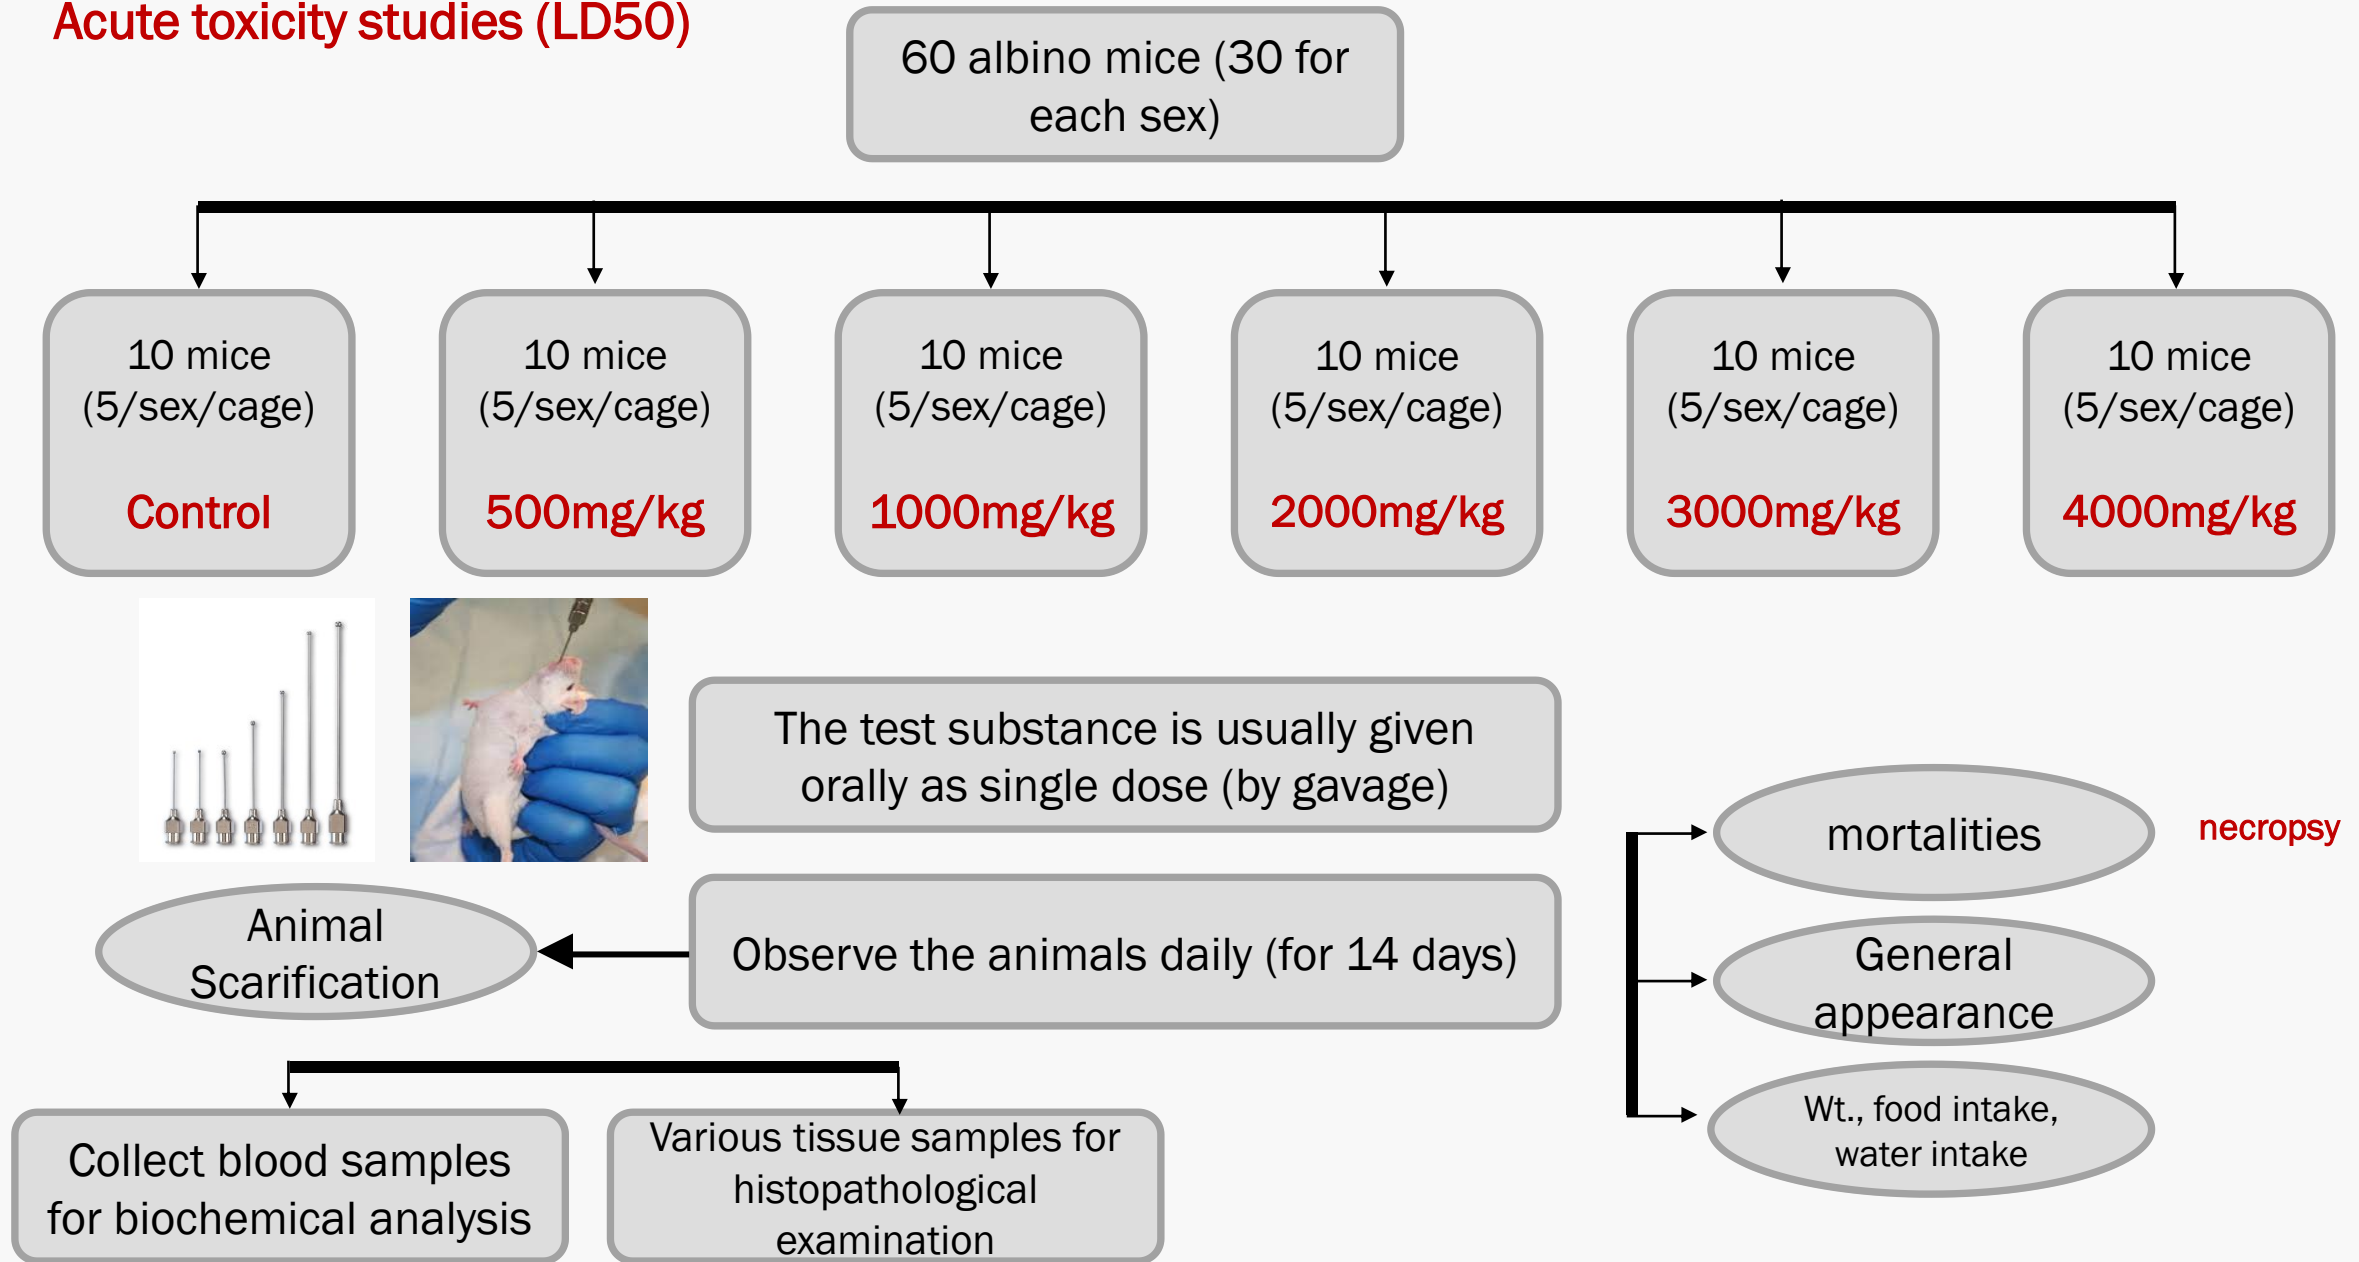 Acute toxicity studies (LD50)
60 albino mice (30 for
each sex)
10 mice
(5/sex/cage)
Control
10 mice
(5/sex/cage)
500mg/kg
10 mice
(5/sex/cage)
1000mg/kg
10 mice
(5/sex/cage)
2000mg/kg
10 mice
(5/sex/cage)
3000mg/kg
10 mice
(5/sex/cage)
4000mg/kg
The test substance is usually given
orally as single dose (by gavage)
Observe the animals daily (for 14 days)
mortalities
necropsy
General
appearance
Wt., food intake,
water intake
Animal
Scarification
Collect blood samples
for biochemical analysis
Various tissue samples for
histopathological
examination